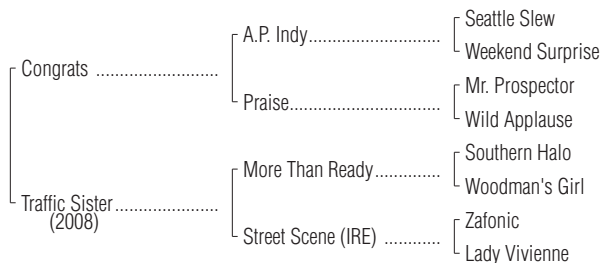 Seattle Slew
A.P. Indy........................................
Weekend Surprise
Congrats ........................
Mr. Prospector
Praise..............................................
Wild Applause
Southern Halo
More Than Ready.............
Woodman's Girl
Traffic Sister....................
(2008)
Zafonic
Street Scene (IRE) ............
Lady Vivienne